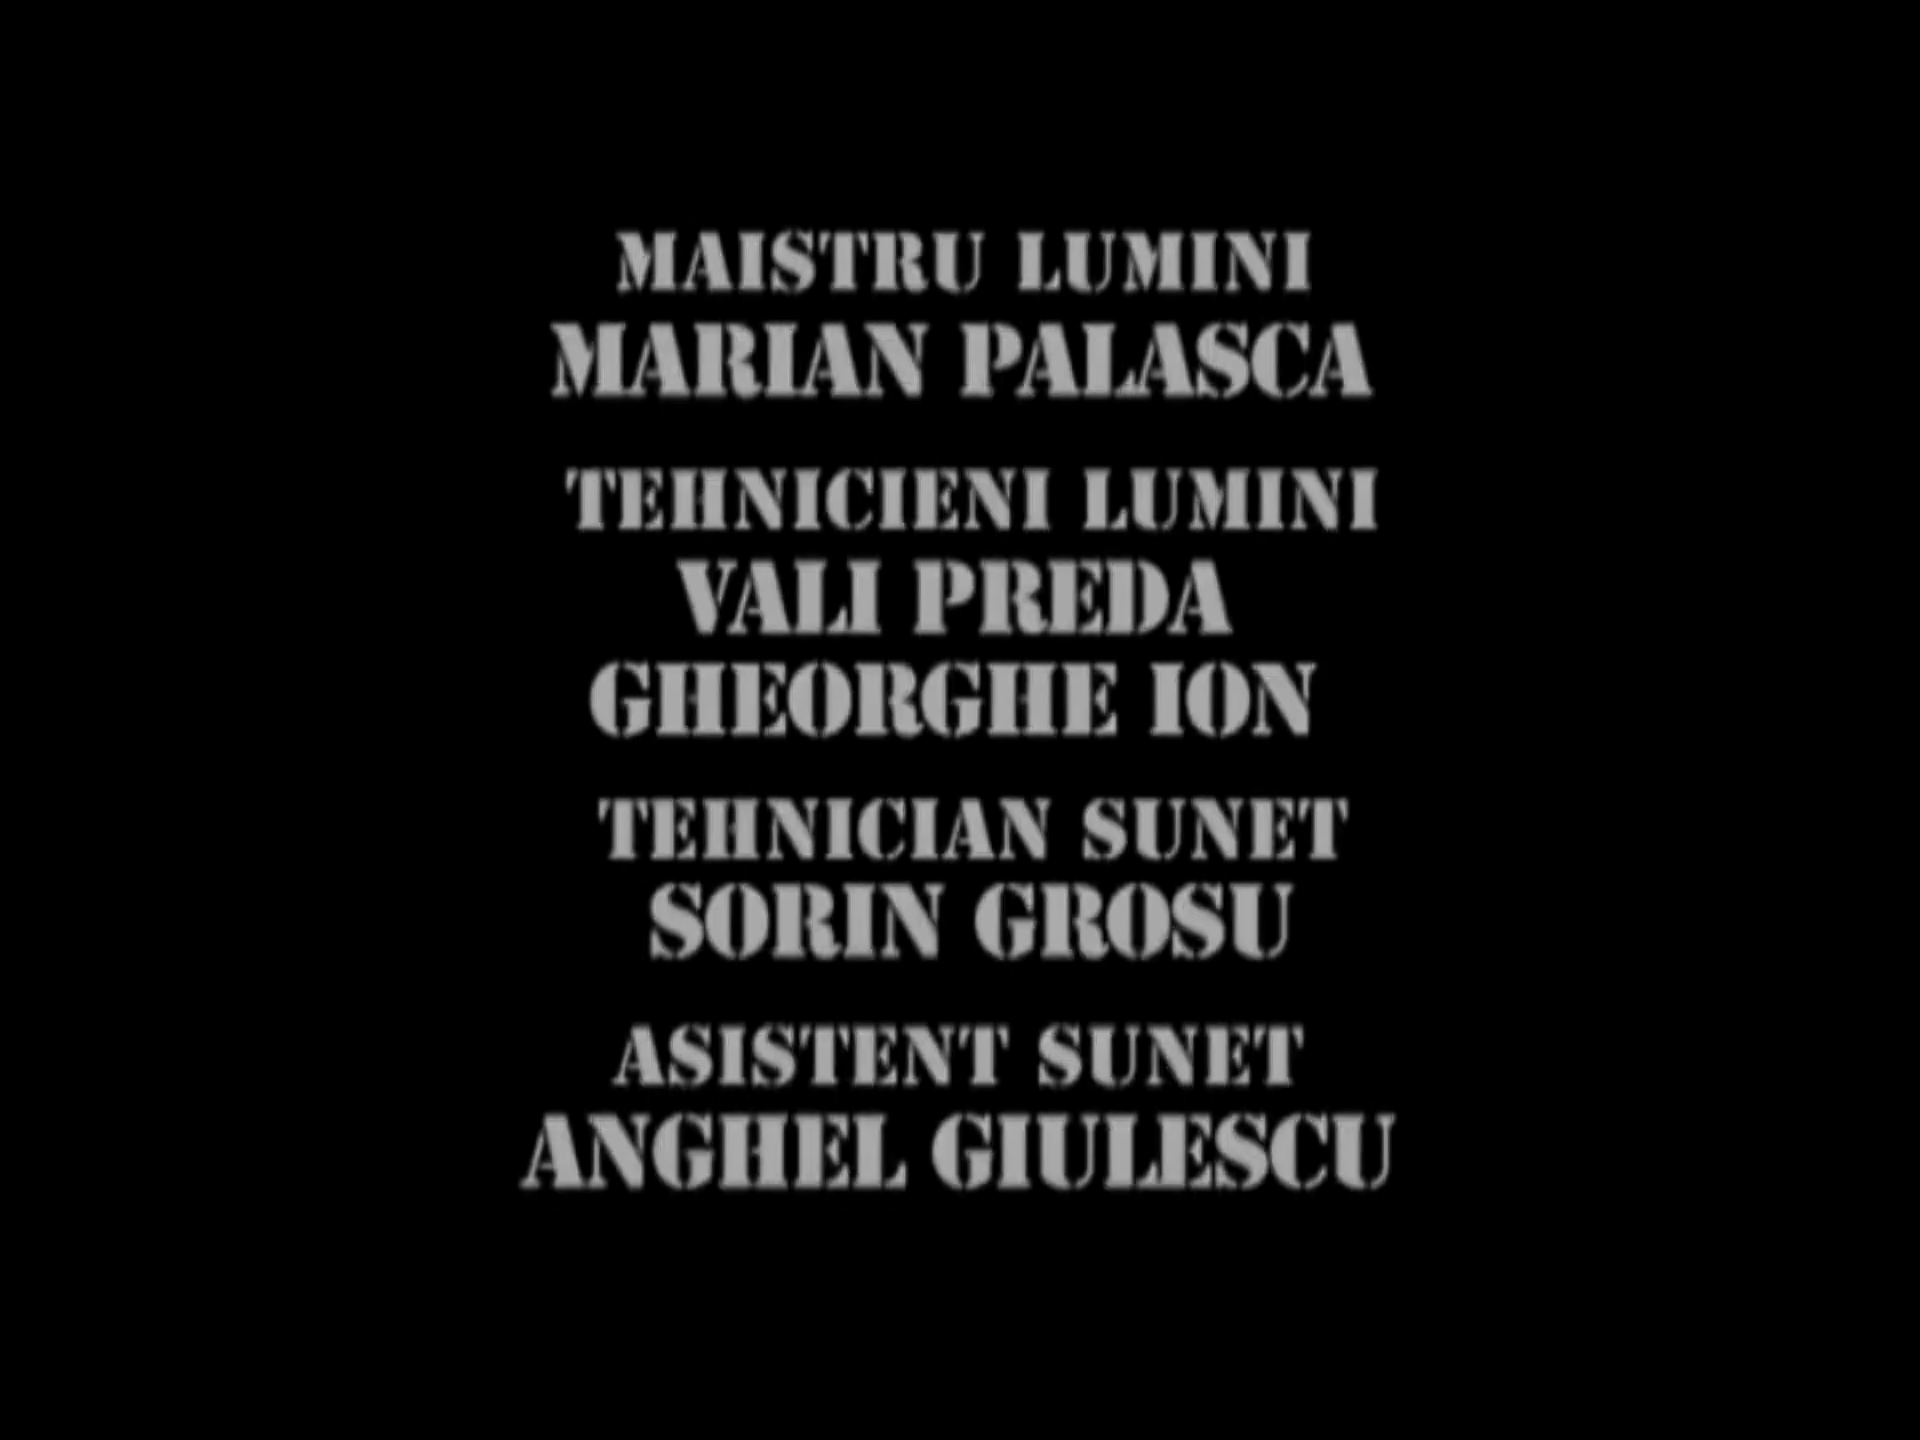 MAISTRU LUMINI
MARIAN PALASCA
TEHNICIENI LUMINI
VALI PREDA
GHEORGHE ION
TEHNICIAN SUNET
SORIN GROSU
ASISTENT SUNET
ANGHEL GIULESCU